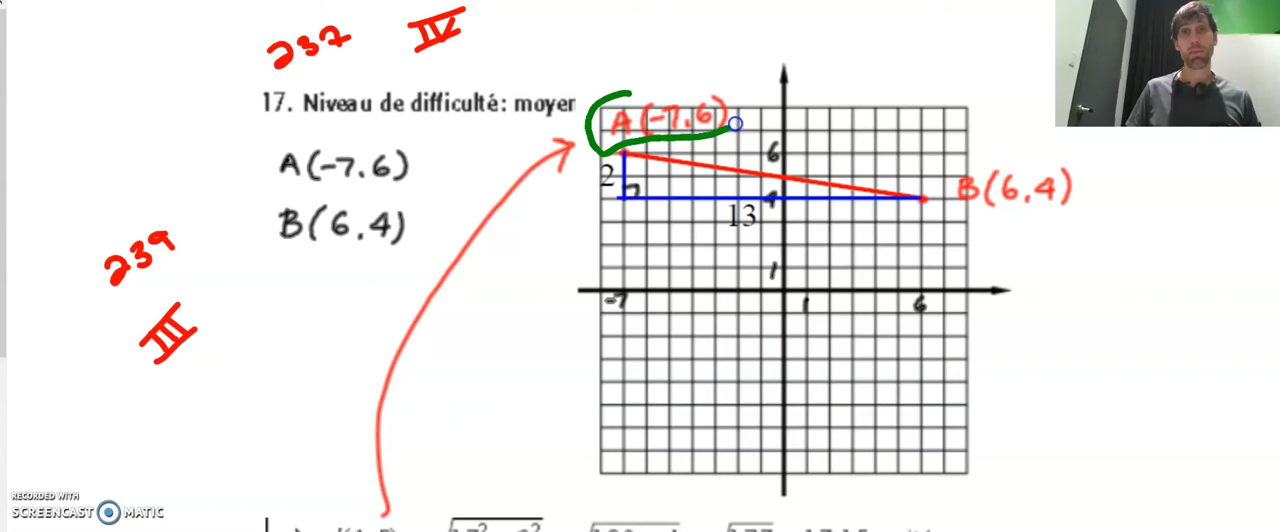 237 IV
17. Niveau de difficulté: moyen
A(-7,6)
B(6,4)
239
III
A(-7,6)
6
2
4
B(6,4)
13
1
-7
1
6
RECORDED WITH
SCREENCAST MATIC